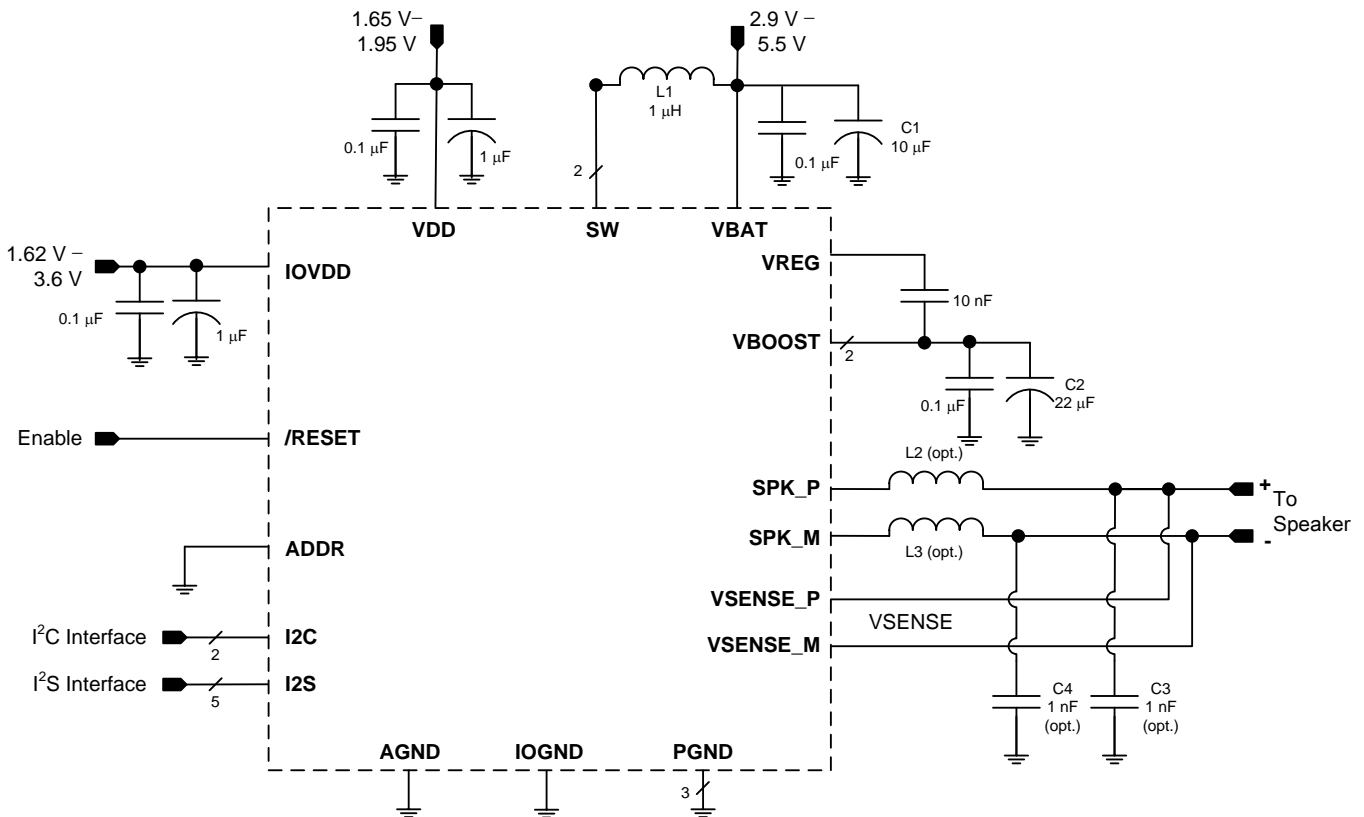 1.65 V–
1.95 V
2.9 V –
5.5 V
L1
1 μH
0.1 μF
1 μF
2
0.1 μF
C1
10 μF
VDD
SW
VBAT
1.62 V –
3.6 V
IOVDD
VREG
0.1 μF
1 μF
10 nF
VBOOST
2
0.1 μF
C2
22 μF
Enable
/RESET
L2 (opt.)
SPK_P
+
To
Speaker
-
SPK_M
L3 (opt.)
ADDR
VSENSE_P
VSENSE
VSENSE_M
I²C Interface
2
I2C
I²S Interface
5
I2S
C4
1 nF
(opt.)
C3
1 nF
(opt.)
AGND
IOGND
PGND
3